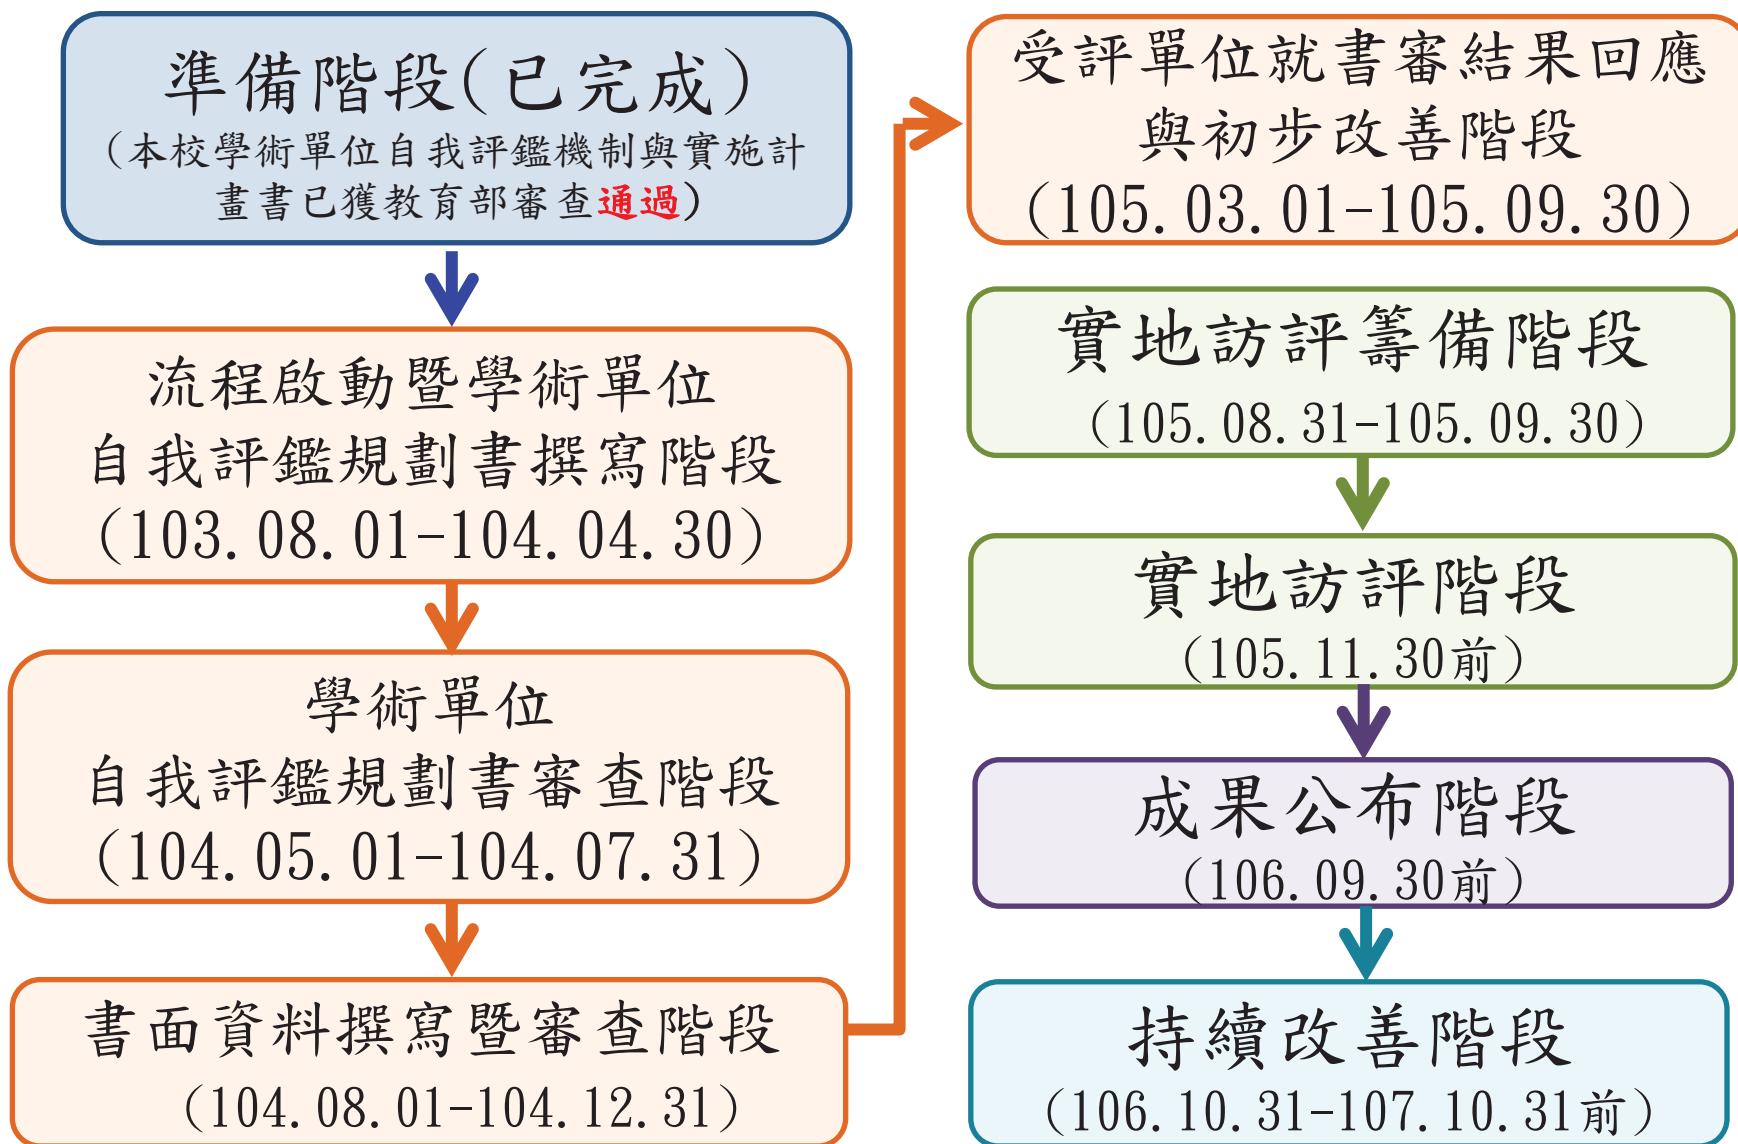 準備階段(已完成)
(本校學術單位自我評鑑機制與實施計
畫書已獲教育部審查通過)
流程啟動暨學術單位
自我評鑑規劃書撰寫階段
(103.08.01-104.04.30)
學術單位
自我評鑑規劃書審查階段
(104.05.01-104.07.31)
書面資料撰寫暨審查階段
(104.08.01-104.12.31)
受評單位就書審結果回應
與初步改善階段
(105.03.01-105.09.30)
實地訪評籌備階段
(105.08.31-105.09.30)
實地訪評階段
(105.11.30前)
成果公布階段
(106.09.30前)
持續改善階段
(106.10.31-107.10.31前)